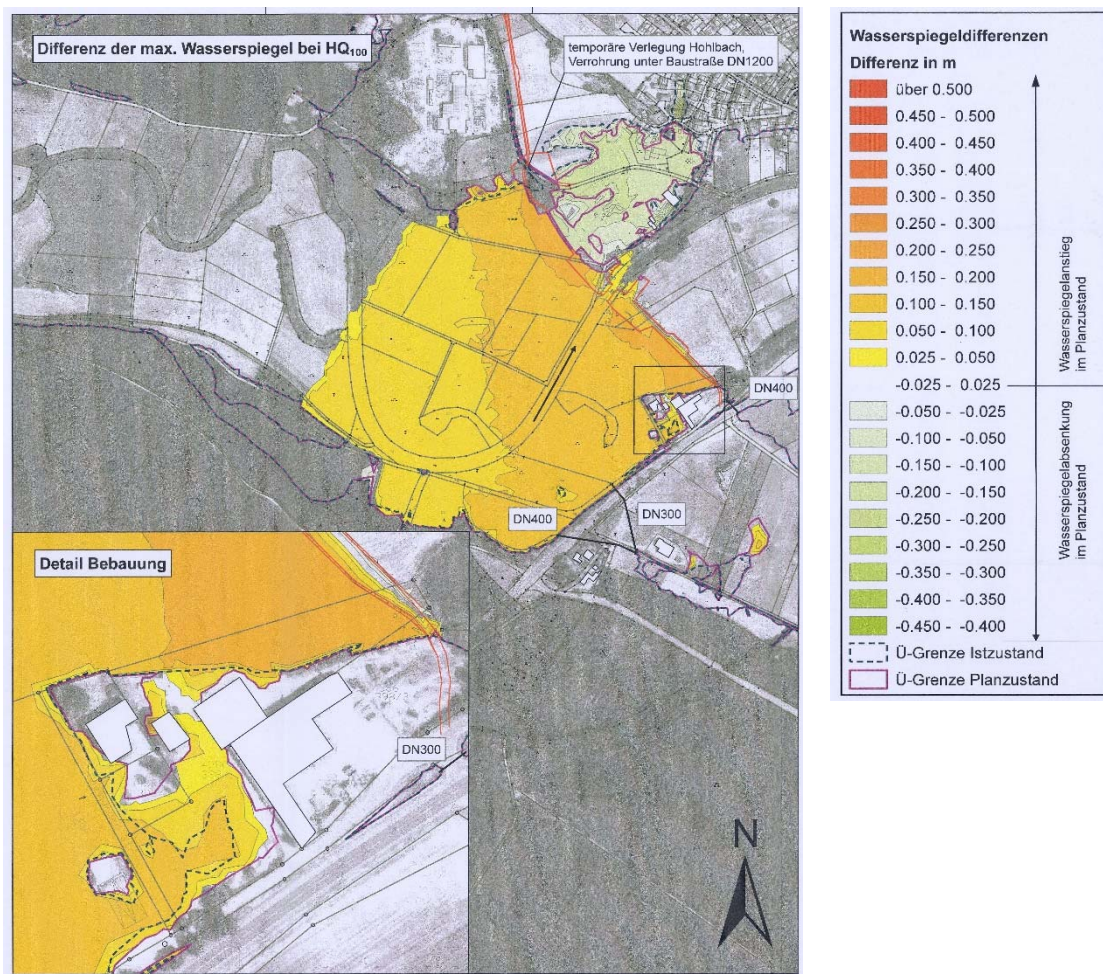 Differenz der max. Wasserspiegel bei HQ100
temporäre Verlegung Hohlbach,
Verrohrung unter Baustraße DN1200
DN400
DN400
DN300
Detail Bebauung
DN300
N
Wasserspiegeldifferenzen
Differenz in m
über 0.500
0.450 - 0.500
0.400 - 0.450
0.350 - 0.400
0.300 - 0.350
0.250 - 0.300
0.200 - 0.250
0.150 - 0.200
0.100 - 0.150
0.050 - 0.100
0.025 - 0.050
-0.025 - 0.025
-0.050 - -0.025
-0.100 - -0.050
-0.150 - -0.100
-0.200 - -0.150
-0.250 - -0.200
-0.300 - -0.250
-0.350 - -0.300
-0.400 - -0.350
-0.450 - -0.400
Ü-Grenze Istzustand
Ü-Grenze Planzustand
Wasserspiegelanstieg
im Planzustand
Wasserspiegelabsenkung
im Planzustand